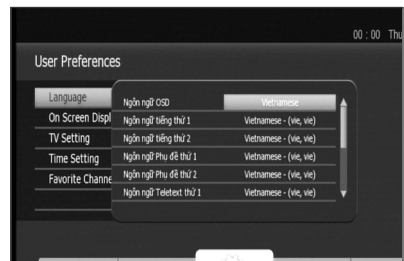 00 : 00 Thu
User Preferences
Language
On Screen Displ
TV Setting
Time Setting
Favorite Channe
Ngôn ngữ OSD Vietnamese
Ngôn ngữ tiếng thứ 1 Vietnamese - (vie, vie)
Ngôn ngữ tiếng thứ 2 Vietnamese - (vie, vie)
Ngôn ngữ Phụ đề thứ 1 Vietnamese - (vie, vie)
Ngôn ngữ Phụ đề thứ 2 Vietnamese - (vie, vie)
Ngôn ngữ Teletext thứ 1 Vietnamese - (vie, vie)